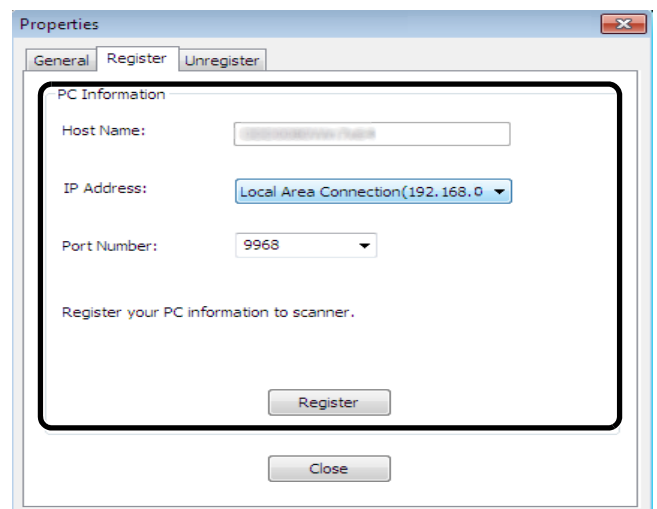 Properties
General Register Unregister
PC Information
Host Name:
IP Address: Local Area Connection(192.168.0
Port Number: 9968
Register your PC information to scanner.
Register
Close